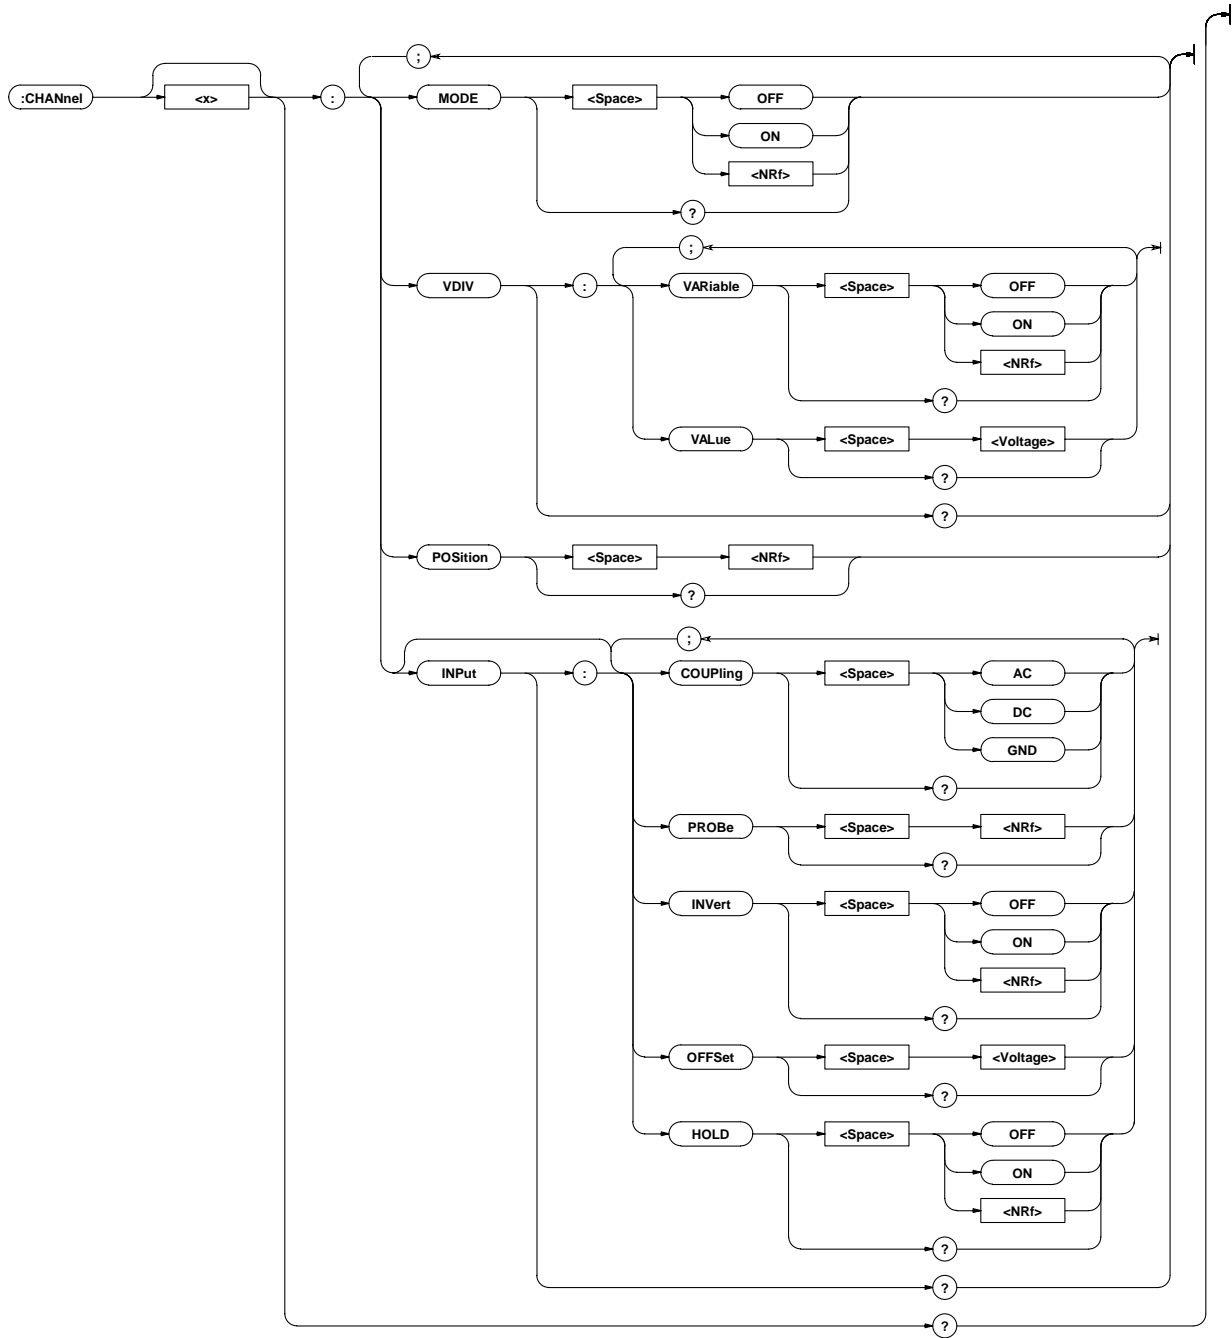 ;
:CHANnel <x> : MODE <Space> OFF
ON
<NRf>
?
;
VDIV : VARiable <Space> OFF
ON
<NRf>
?
VALue <Space> <Voltage>
?
?
POSition <Space> <NRf>
?
;
INPut : COUPling <Space> AC
DC
GND
?
PROBe <Space> <NRf>
?
INVert <Space> OFF
ON
<NRf>
?
OFFSet <Space> <Voltage>
?
HOLD <Space> OFF
ON
<NRf>
?
?
?